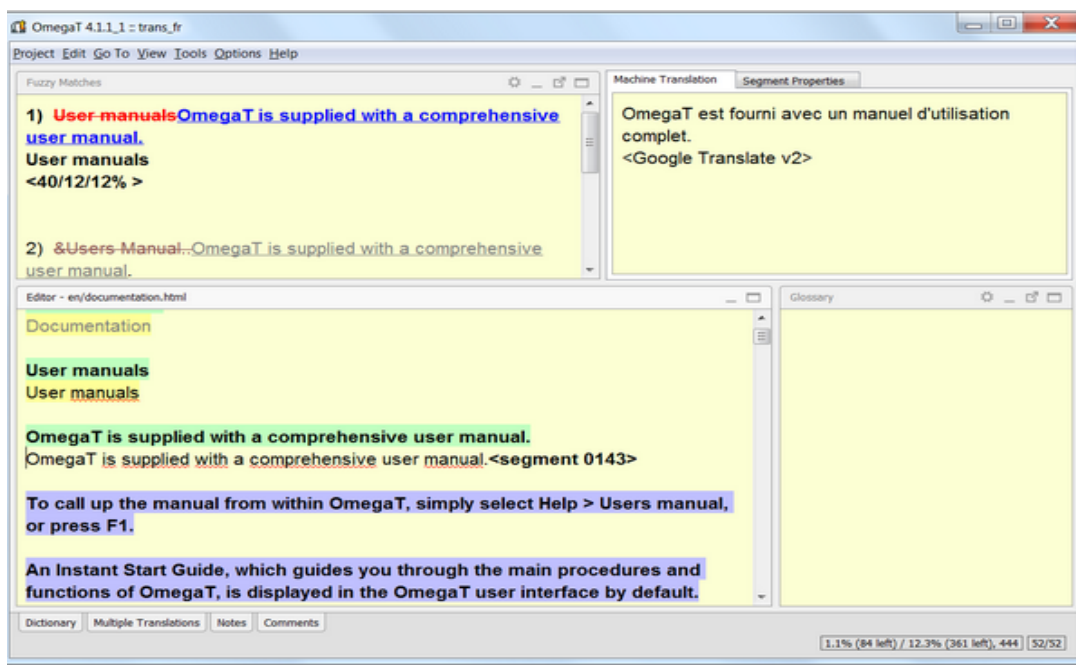 OmegaT 4.1.1_1 :: trans_fr
Project Edit Go To View Tools Options Help
Fuzzy Matches
1) User manualsOmegaT is supplied with a comprehensive
user manual.
User manuals
<40/12/12% >
2) &Users Manual..OmegaT is supplied with a comprehensive
user manual.
Machine Translation Segment Properties
OmegaT est fourni avec un manuel d'utilisation
complet.
<Google Translate v2>
Editor - en/documentation.html
Documentation
User manuals
User manuals
OmegaT is supplied with a comprehensive user manual.
OmegaT is supplied with a comprehensive user manual.<segment 0143>
To call up the manual from within OmegaT, simply select Help > Users manual,
or press F1.
An Instant Start Guide, which guides you through the main procedures and
functions of OmegaT, is displayed in the OmegaT user interface by default.
Glossary
Dictionary Multiple Translations Notes Comments
1.1% (84 left) / 12.3% (361 left), 444 52/52